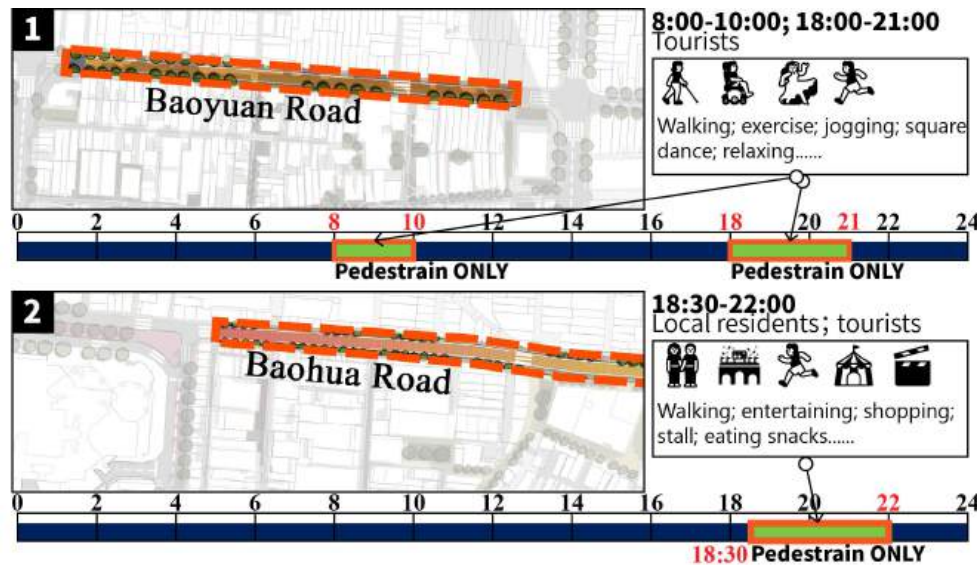 1
Baoyuan Road
8:00-10:00; 18:00-21:00
Tourists
Walking; exercise; jogging; square
dance; relaxing......
0 2 4 6 8 10 12 14 16 18 20 21 22 24
Pedestrain ONLY Pedestrain ONLY
2
Baohua Road
18:30-22:00
Local residents; tourists
Walking; entertaining; shopping;
stall; eating snacks......
0 2 4 6 8 10 12 14 16 18 20 22 24
18:30 Pedestrain ONLY